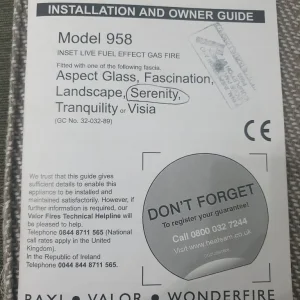 INSTALLATION AND OWNER GUIDE
Model 958
INSET LIVE FUEL EFFECT GAS FIRE
Fitted with one of the following fascia.
Aspect Glass, Fascination,
Landscape, Serenity,
Tranquility or Visia
(GC No. 32-032-89)
CE
We trust that this guide gives
sufficient details to enable this
appliance to be installed and
maintained satisfactorily. However, if
further information is required, our
Valor Fires Technical Helpline will
be pleased to help.
Telephone 0844 8711 565 (National
call rates apply in the United
Kingdom).
In the Republic of Ireland
Telephone 0044 844 8711 565.
DON'T FORGET
To register your guarantee!
Call 0800 032 7244
BAXI • VALOR • WONDERFIRE